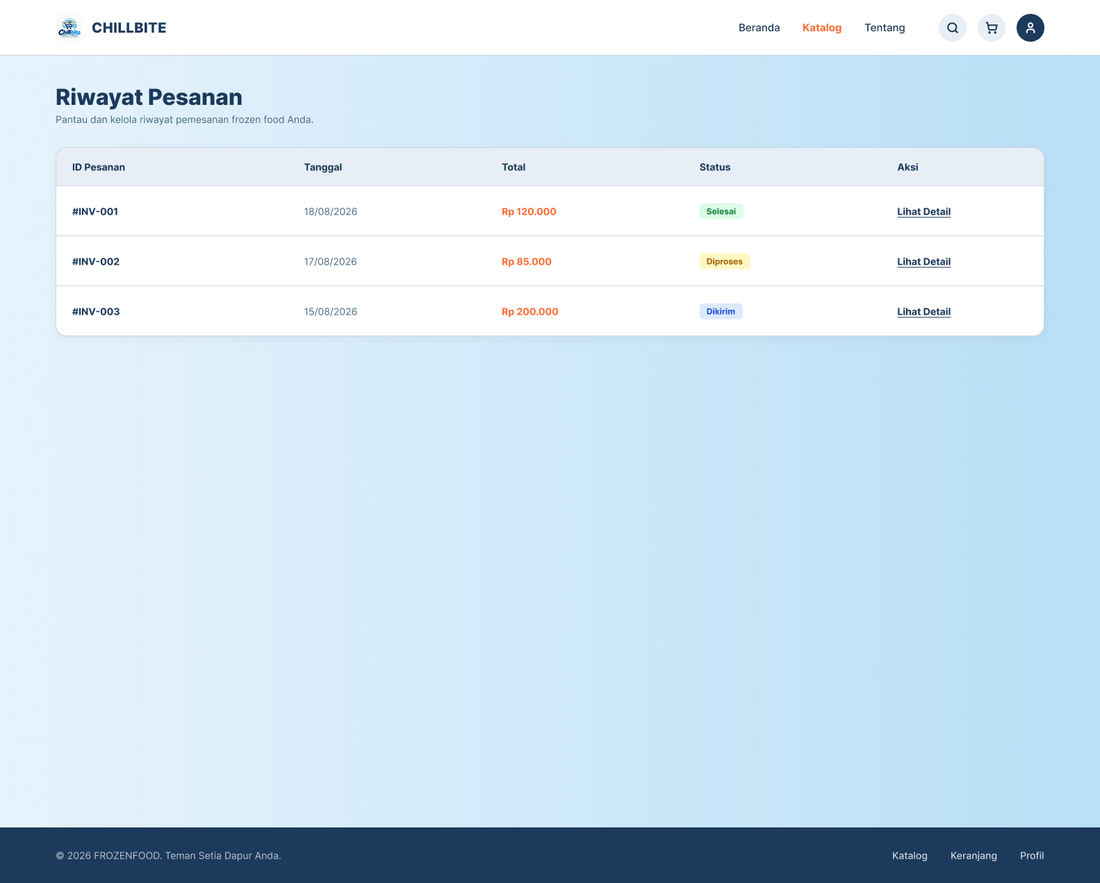 Chillbite
CHILLBITE
Beranda Katalog Tentang
Riwayat Pesanan
Pantau dan kelola riwayat pemesanan frozen food Anda.
ID Pesanan Tanggal Total Status Aksi
#INV-001 18/08/2026 Rp 120.000 Selesai Lihat Detail
#INV-002 17/08/2026 Rp 85.000 Diproses Lihat Detail
#INV-003 15/08/2026 Rp 200.000 Dikirim Lihat Detail
© 2026 FROZENFOOD. Teman Setia Dapur Anda.
Katalog Keranjang Profil